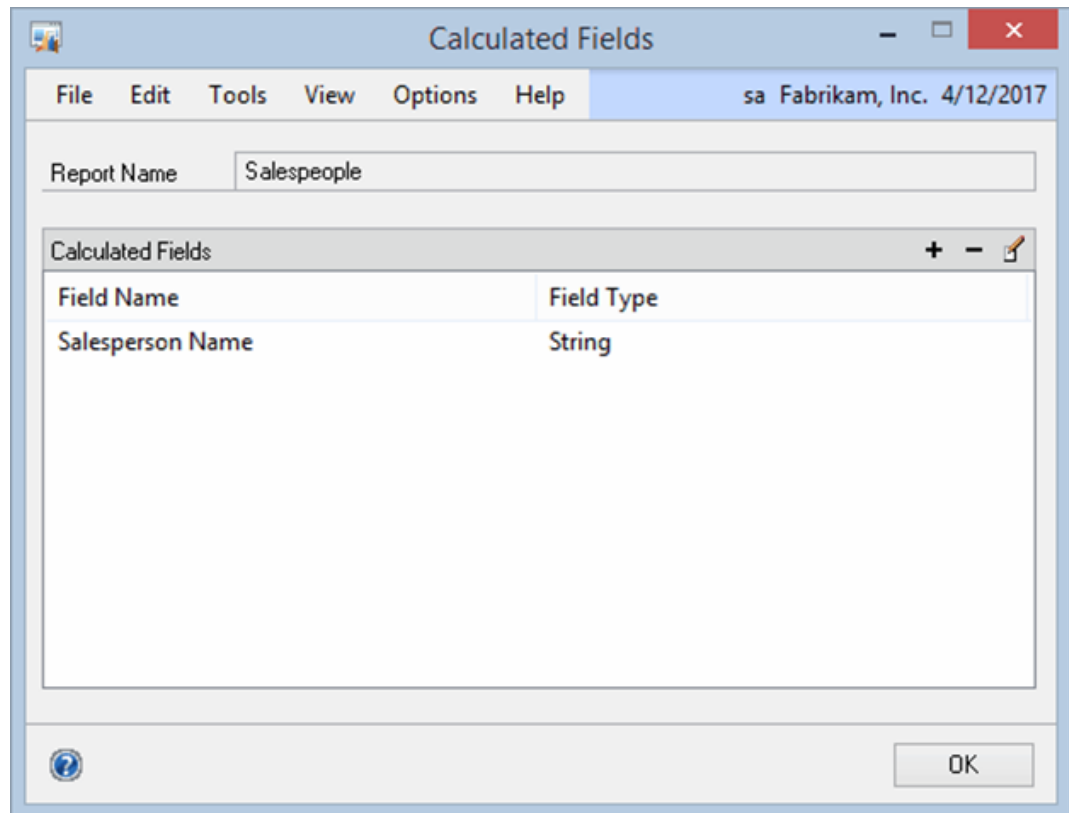 Calculated Fields
File Edit Tools View Options Help sa Fabrikam, Inc. 4/12/2017
Report Name Salespeople
Calculated Fields
Field Name Field Type
Salesperson Name String
OK